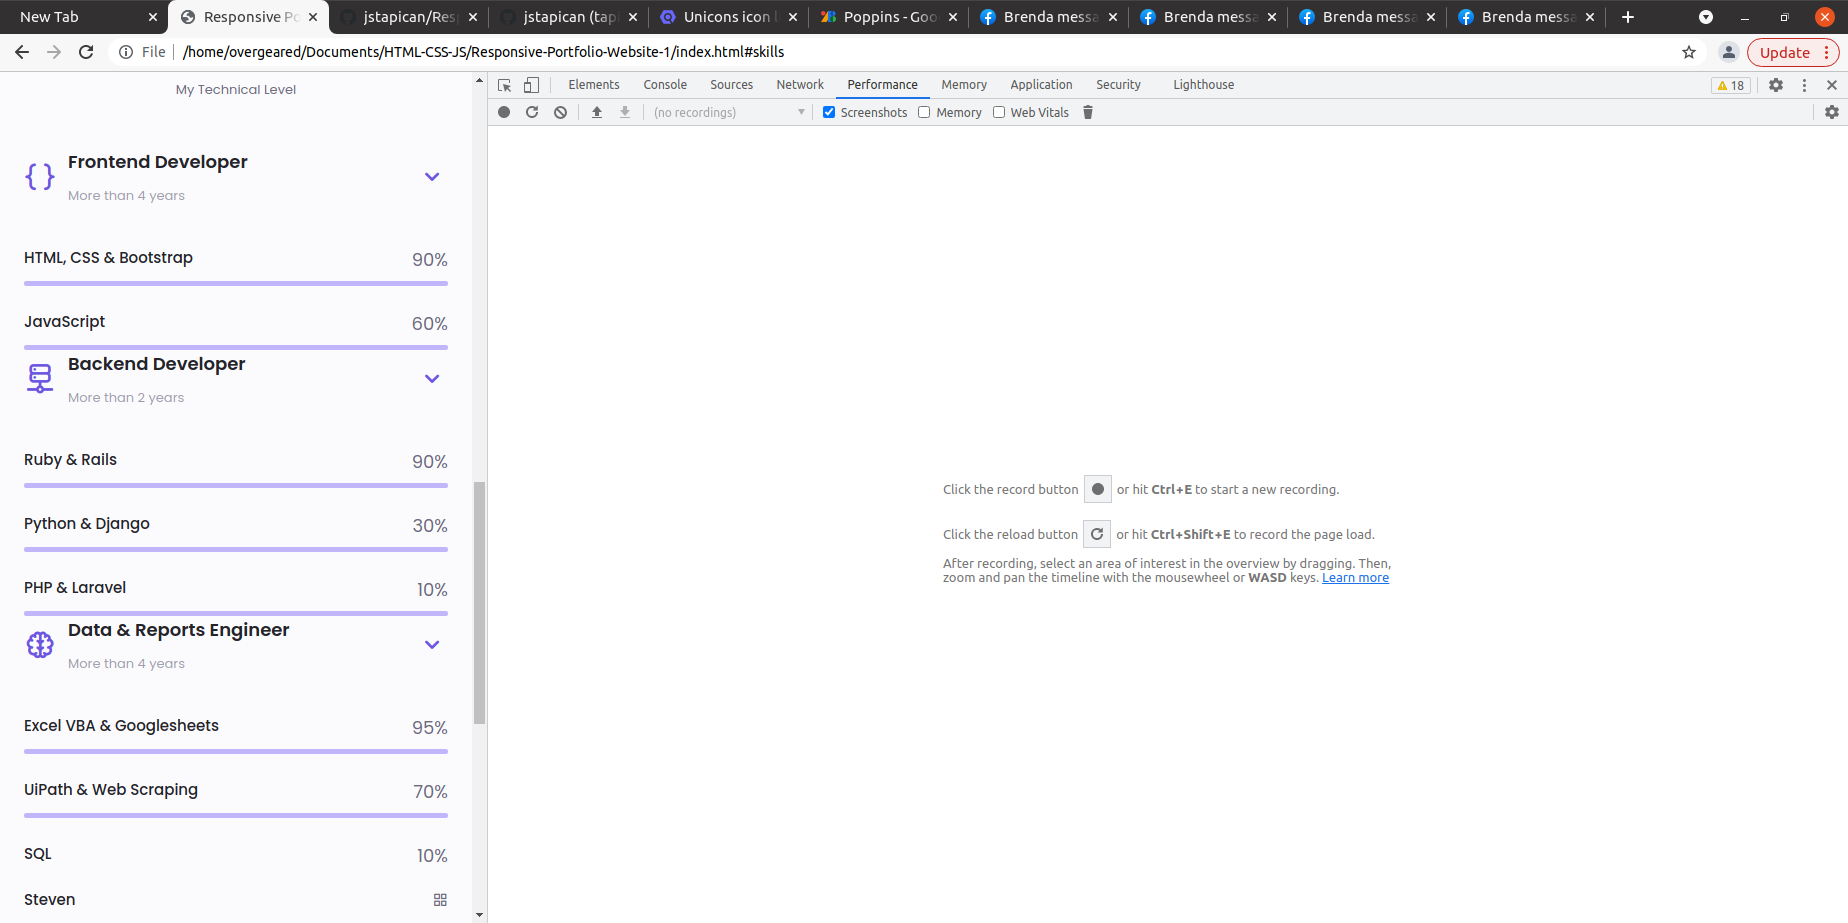 New Tab
Responsive Po
jstapican/Resp
jstapican (tap
Unicons icon l
Poppins - Goo
Brenda messa
Brenda messa
Brenda messa
Brenda messa
File
/home/overgeared/Documents/HTML-CSS-JS/Responsive-Portfolio-Website-1/index.html#skills
Update
Elements
Console
Sources
Network
Performance
Memory
Application
Security
Lighthouse
18
(no recordings)
Screenshots
Memory
Web Vitals
My Technical Level
Frontend Developer
More than 4 years
HTML, CSS & Bootstrap 90%
JavaScript 60%
Backend Developer
More than 2 years
Ruby & Rails 90%
Python & Django 30%
PHP & Laravel 10%
Data & Reports Engineer
More than 4 years
Excel VBA & Googlesheets 95%
UiPath & Web Scraping 70%
SQL 10%
Steven
Click the record button or hit Ctrl+E to start a new recording.
Click the reload button or hit Ctrl+Shift+E to record the page load.
After recording, select an area of interest in the overview by dragging. Then,
zoom and pan the timeline with the mousewheel or WASD keys. Learn more